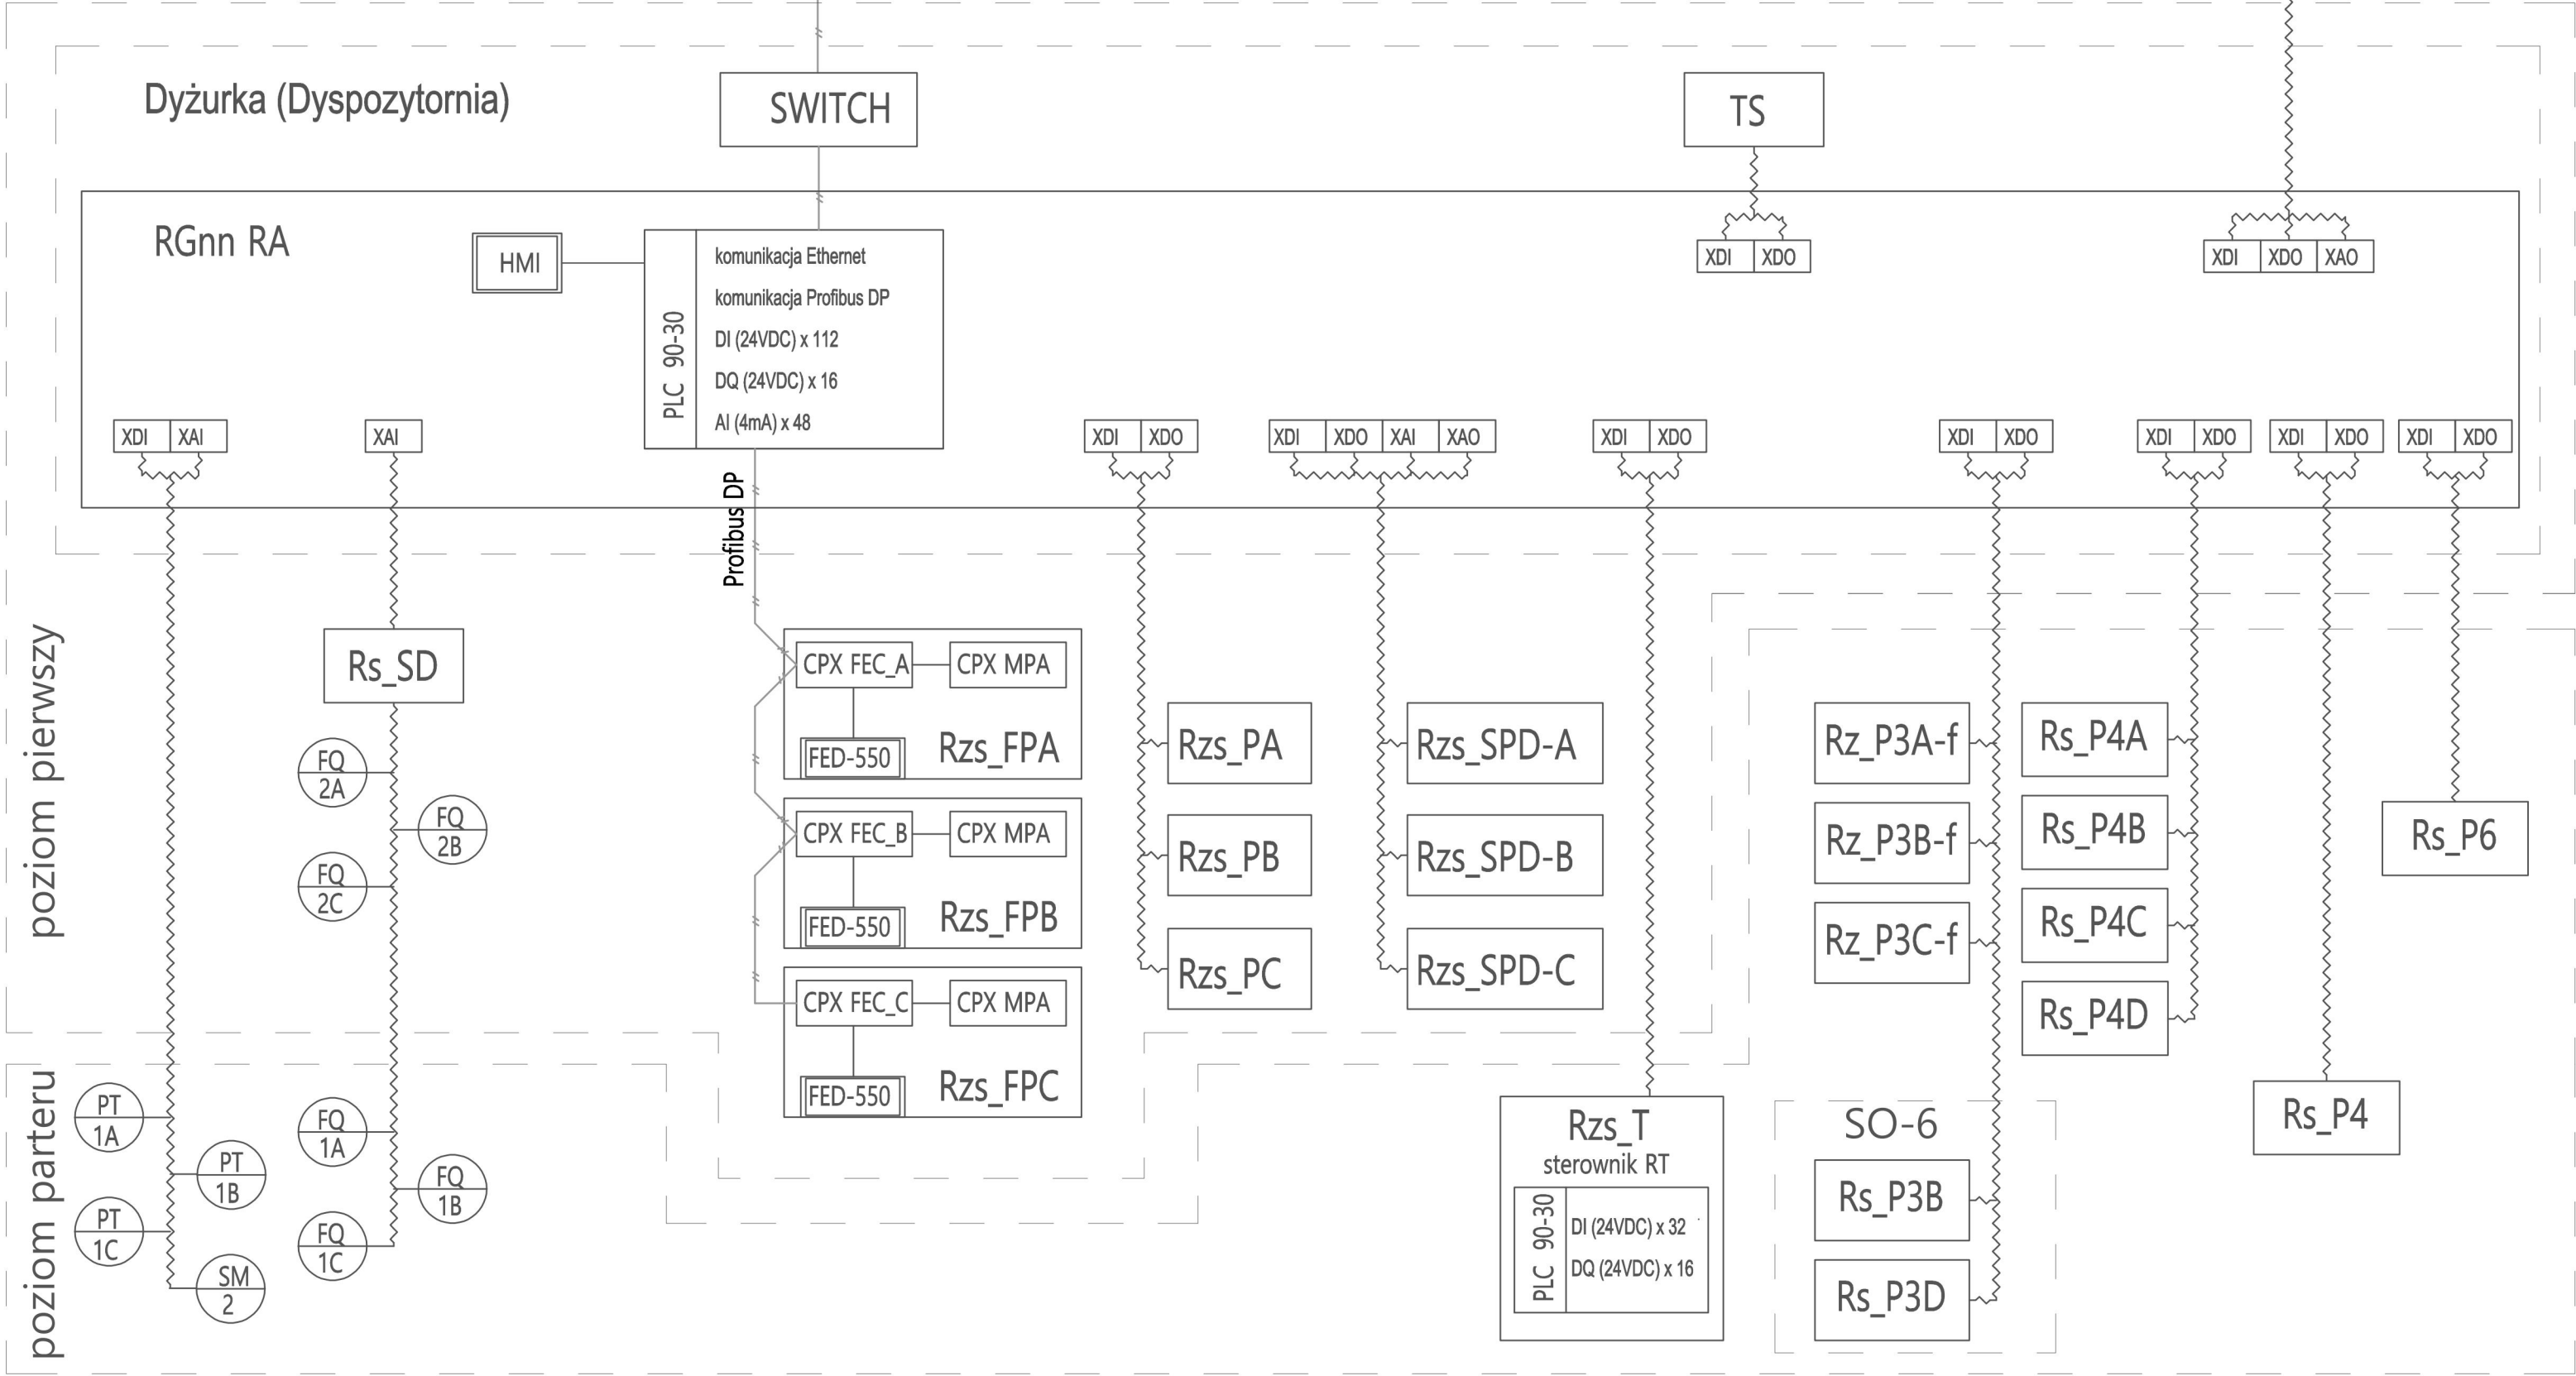 Dyżurka (Dyspozytornia)
SWITCH
TS
RGnn RA
HMI
PLC 90-30
komunikacja Ethernet
komunikacja Profibus DP
DI (24VDC) x 112
DQ (24VDC) x 16
AI (4mA) x 48
XDI XDO
XDI XDO XAO
XDI XAI
XAI
XDI XDO
XDI XDO XAI XAO
XDI XDO
XDI XDO
XDI XDO
XDI XDO
XDI XDO
Profibus DP
poziom pierwszy
Rs_SD
FQ
2A
FQ
2B
FQ
2C
CPX FEC_A
CPX MPA
FED-550
Rzs_FPA
CPX FEC_B
CPX MPA
FED-550
Rzs_FPB
CPX FEC_C
CPX MPA
FED-550
Rzs_FPC
Rzs_PA
Rzs_PB
Rzs_PC
Rzs_SPD-A
Rzs_SPD-B
Rzs_SPD-C
Rz_P3A-f
Rz_P3B-f
Rz_P3C-f
Rs_P4A
Rs_P4B
Rs_P4C
Rs_P4D
Rs_P6
Rs_P4
poziom parteru
PT
1A
PT
1B
PT
1C
SM
2
FQ
1A
FQ
1B
FQ
1C
Rzs_T
sterownik RT
PLC 90-30
DI (24VDC) x 32
DQ (24VDC) x 16
SO-6
Rs_P3B
Rs_P3D